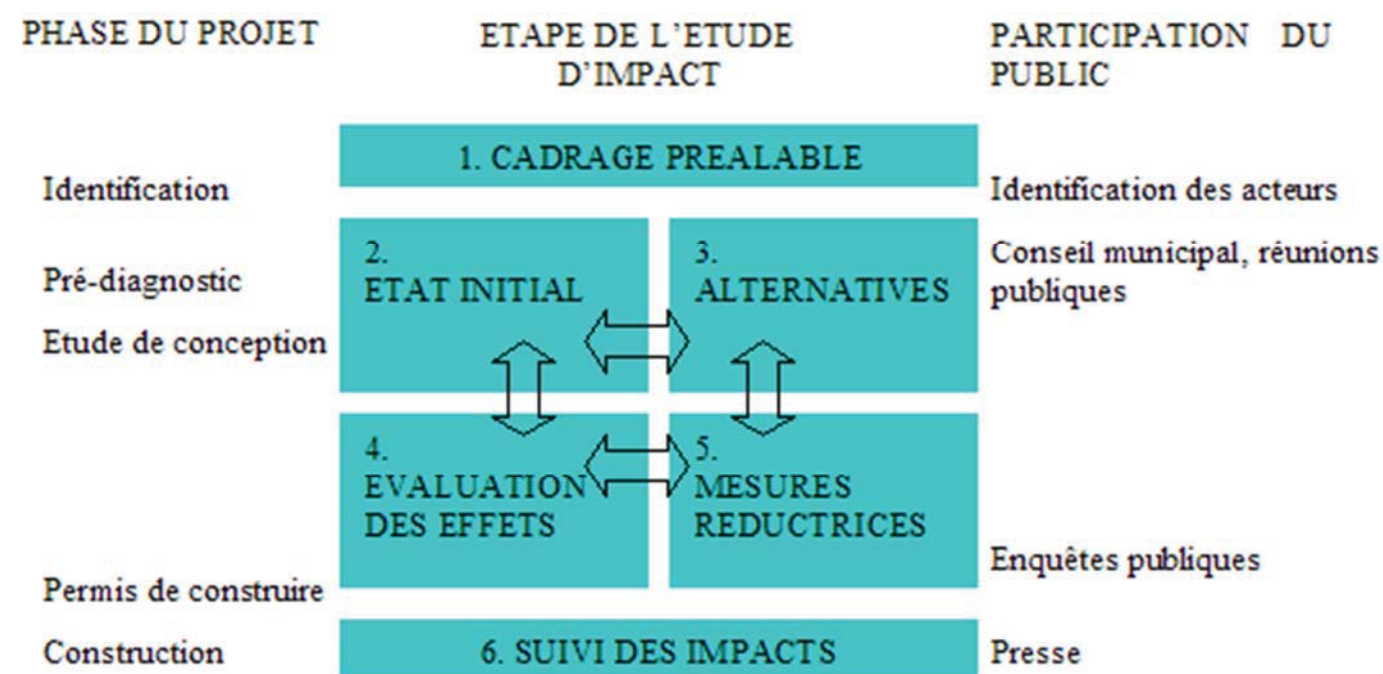 PHASE DU PROJET
ETAPE DE L'ETUDE
D'IMPACT
PARTICIPATION DU
PUBLIC
1. CADRAGE PREALABLE
Identification
Identification des acteurs
2.
ETAT INITIAL
3.
ALTERNATIVES
Pré-diagnostic
Etude de conception
Conseil municipal, réunions
publiques
4.
EVALUATION
DES EFFETS
5.
MESURES
REDUCTRICES
Enquêtes publiques
Permis de construire
Construction
6. SUIVI DES IMPACTS
Presse